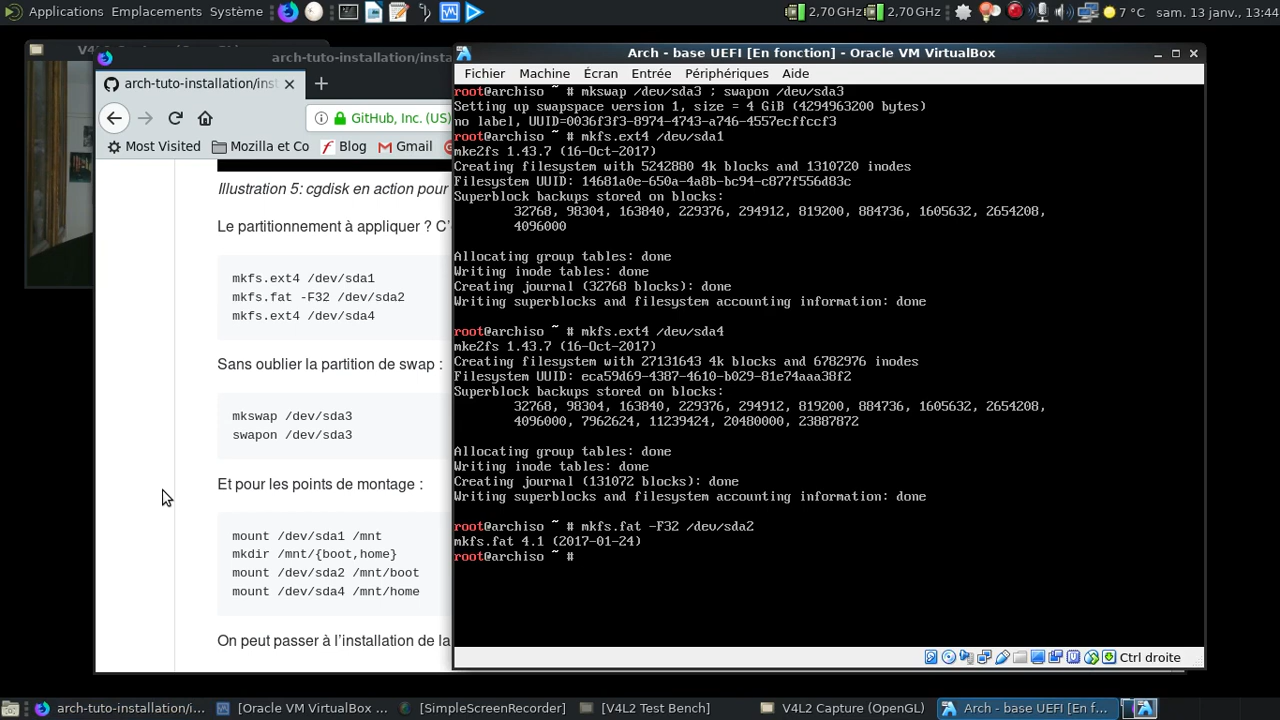 Applications Emplacements Système
2,70 GHz 2,70 GHz 7 °C sam. 13 janv., 13:44
arch-tuto-installation/insta
arch-tuto-installation/inst
GitHub, Inc. (US)
Most Visited Mozilla et Co Blog Gmail
Illustration 5: cgdisk en action pour
Le partitionnement à appliquer ?
mkfs.ext4 /dev/sda1
mkfs.fat -F32 /dev/sda2
mkfs.ext4 /dev/sda4
Sans oublier la partition de swap :
mkswap /dev/sda3
swapon /dev/sda3
Et pour les points de montage :
mount /dev/sda1 /mnt
mkdir /mnt/{boot,home}
mount /dev/sda2 /mnt/boot
mount /dev/sda4 /mnt/home
On peut passer à l’installation de la
Arch - base UEFI [En fonction] - Oracle VM VirtualBox
Fichier Machine Écran Entrée Périphériques Aide
root@archiso ~ # mkswap /dev/sda3 ; swapon /dev/sda3
Setting up swapspace version 1, size = 4 GiB (4294963200 bytes)
no label, UUID=0036f3f3-8974-4743-a746-4557ecffccf3
root@archiso ~ # mkfs.ext4 /dev/sda1
mke2fs 1.43.7 (16-Oct-2017)
Creating filesystem with 5242880 4k blocks and 1310720 inodes
Filesystem UUID: 14681a0e-650a-4a8b-bc94-c877f556d83c
Superblock backups stored on blocks:
32768, 98304, 163840, 229376, 294912, 819200, 884736, 1605632, 2654208,
4096000
Allocating group tables: done
Writing inode tables: done
Creating journal (32768 blocks): done
Writing superblocks and filesystem accounting information: done
root@archiso ~ # mkfs.ext4 /dev/sda4
mke2fs 1.43.7 (16-Oct-2017)
Creating filesystem with 27131643 4k blocks and 6782976 inodes
Filesystem UUID: eca59d69-4387-4610-b029-81e74aaa38f2
Superblock backups stored on blocks:
32768, 98304, 163840, 229376, 294912, 819200, 884736, 1605632, 2654208,
4096000, 7962624, 11239424, 20480000, 23887872
Allocating group tables: done
Writing inode tables: done
Creating journal (131072 blocks): done
Writing superblocks and filesystem accounting information: done
root@archiso ~ # mkfs.fat -F32 /dev/sda2
mkfs.fat 4.1 (2017-01-24)
root@archiso ~ #
Ctrl droite
arch-tuto-installation/i... [Oracle VM VirtualBox ... [SimpleScreenRecorder] [V4L2 Test Bench] V4L2 Capture (OpenGL) Arch - base UEFI [En f...